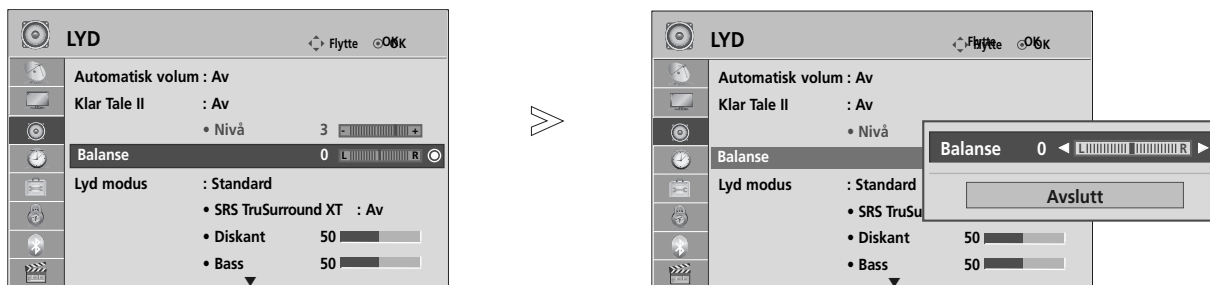 LYD
Flytte OK
Automatisk volum : Av
Klar Tale II : Av
• Nivå 3 - +
Balanse 0 L R
Lyd modus : Standard
• SRS TruSurround XT : Av
• Diskant 50
• Bass 50
LYD
Flytte OK
Automatisk volum : Av
Klar Tale II : Av
• Nivå
Balanse
Lyd modus : Standard
• SRS TruSu
• Diskant 50
• Bass 50
Balanse 0 L R
Avslutt